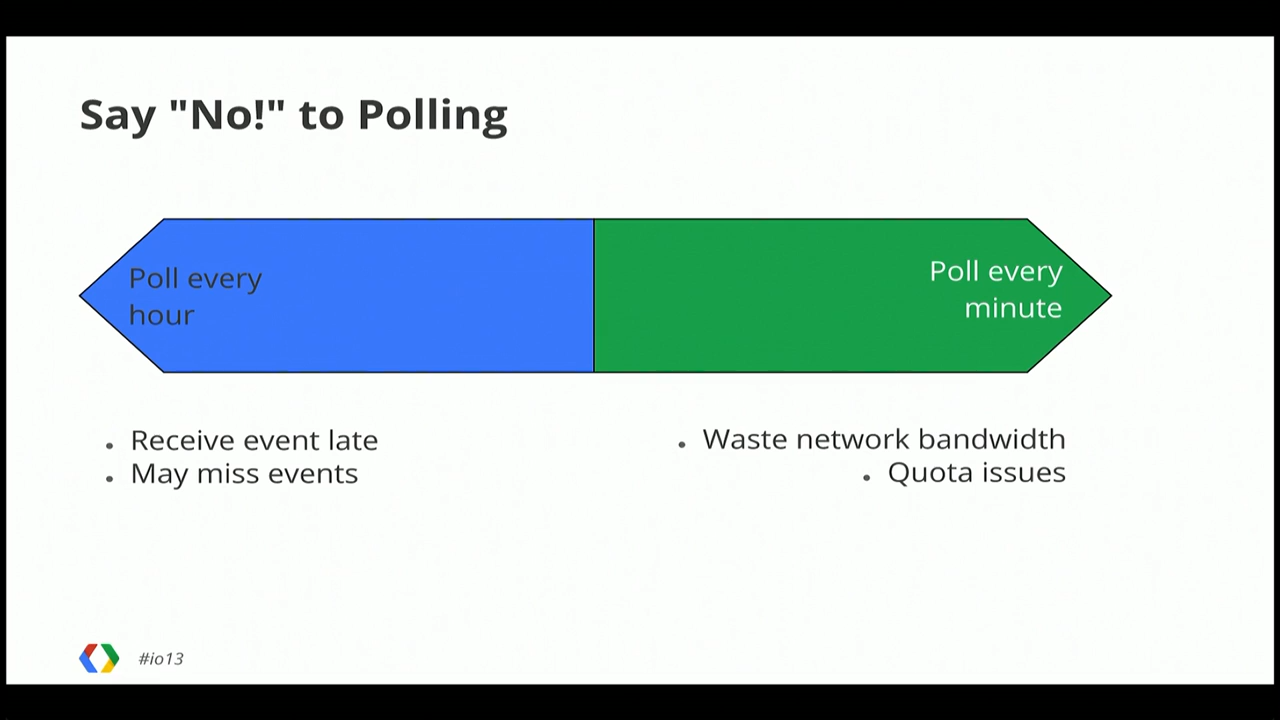 Say "No!" to Polling
Poll every
hour
Poll every
minute
• Receive event late
• May miss events
• Waste network bandwidth
• Quota issues
#io13